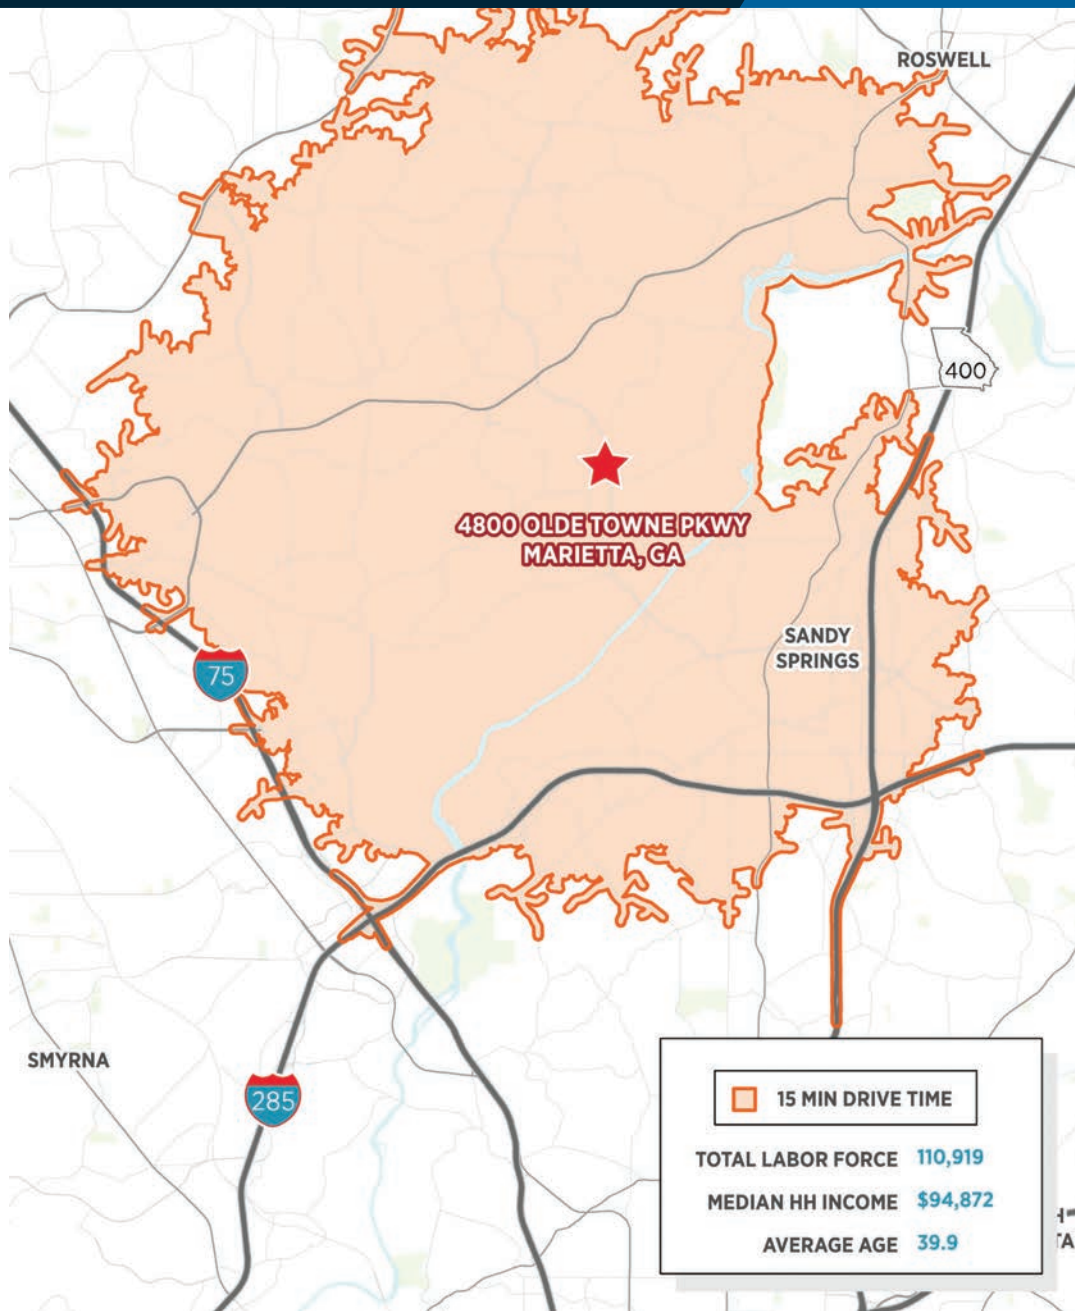 ROSWELL
400
4800 OLDE TOWNE PKWY
MARIETTA, GA
SANDY
SPRINGS
75
SMYRNA
285
15 MIN DRIVE TIME
TOTAL LABOR FORCE 110,919
MEDIAN HH INCOME $94,872
AVERAGE AGE 39.9